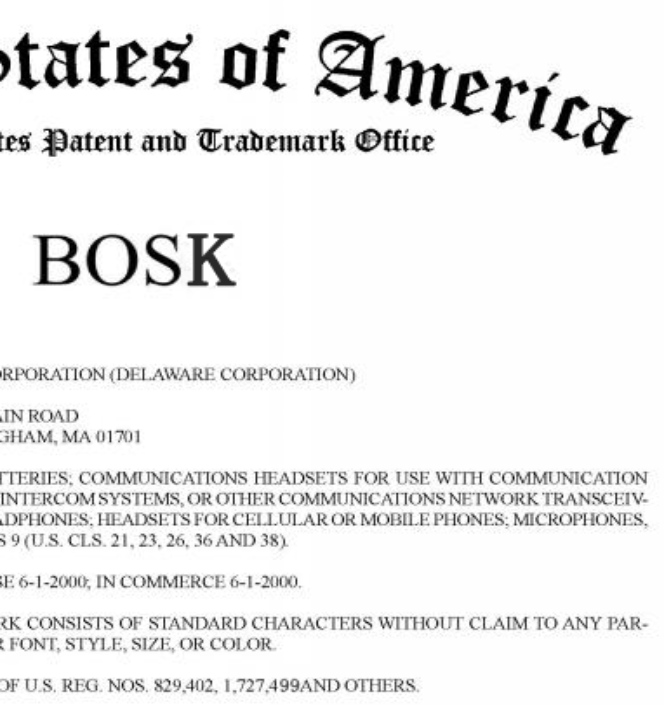 States of America
tes Patent and Trademark Office
BOSK
ORPORATION (DELAWARE CORPORATION)
AIN ROAD
GHAM, MA 01701
TTERIES; COMMUNICATIONS HEADSETS FOR USE WITH COMMUNICATION
INTERCOM SYSTEMS, OR OTHER COMMUNICATIONS NETWORK TRANSCEIV-
ADPHONES; HEADSETS FOR CELLULAR OR MOBILE PHONES; MICROPHONES,
S 9 (U.S. CLS. 21, 23, 26, 36 AND 38).
SE 6-1-2000; IN COMMERCE 6-1-2000.
RK CONSISTS OF STANDARD CHARACTERS WITHOUT CLAIM TO ANY PAR-
R FONT, STYLE, SIZE, OR COLOR.
OF U.S. REG. NOS. 829,402, 1,727,499AND OTHERS.